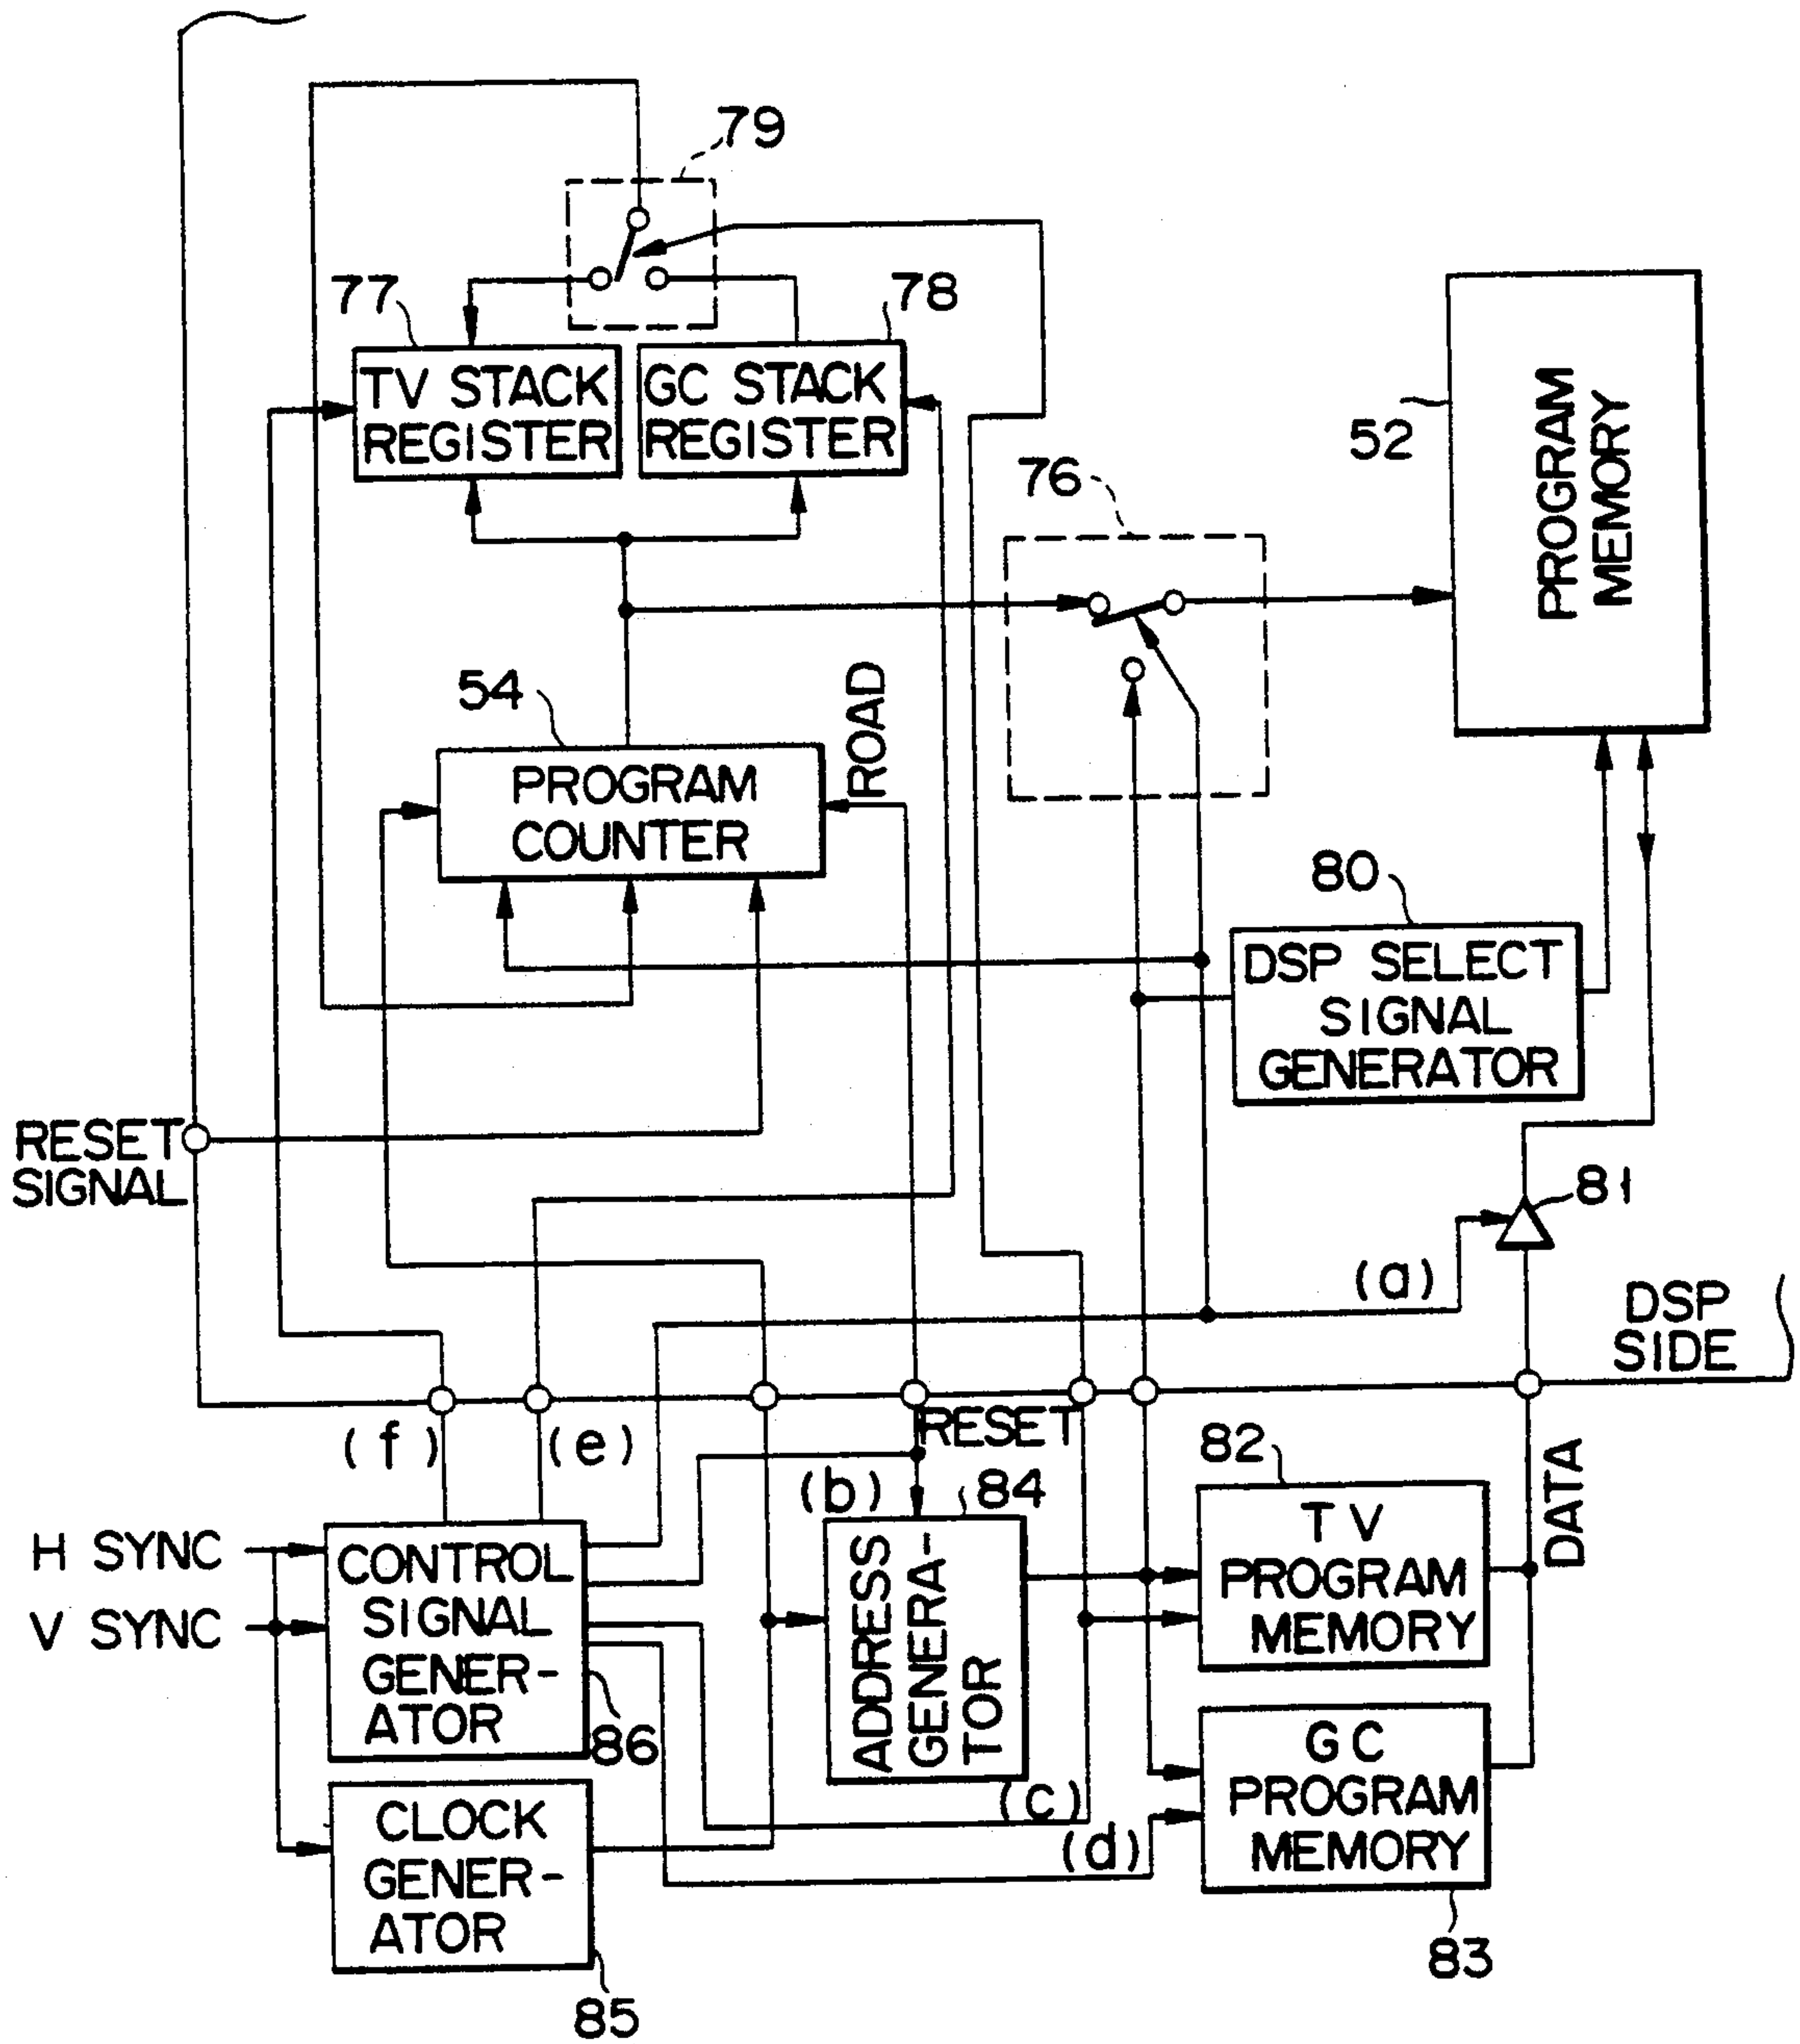 79
77
78
TV STACK
REGISTER
GC STACK
REGISTER
52
PROGRAM
MEMORY
76
54
ROAD
PROGRAM
COUNTER
80
DSP SELECT
SIGNAL
GENERATOR
RESET
SIGNAL
81
(a)
DSP
SIDE
(f)
(e)
RESET
(b)
84
82
DATA
H SYNC
V SYNC
CONTROL
SIGNAL
GENER-
ATOR
86
ADDRESS
GENERA-
TOR
TV
PROGRAM
MEMORY
(c)
(d)
GC
PROGRAM
MEMORY
83
CLOCK
GENER-
ATOR
85